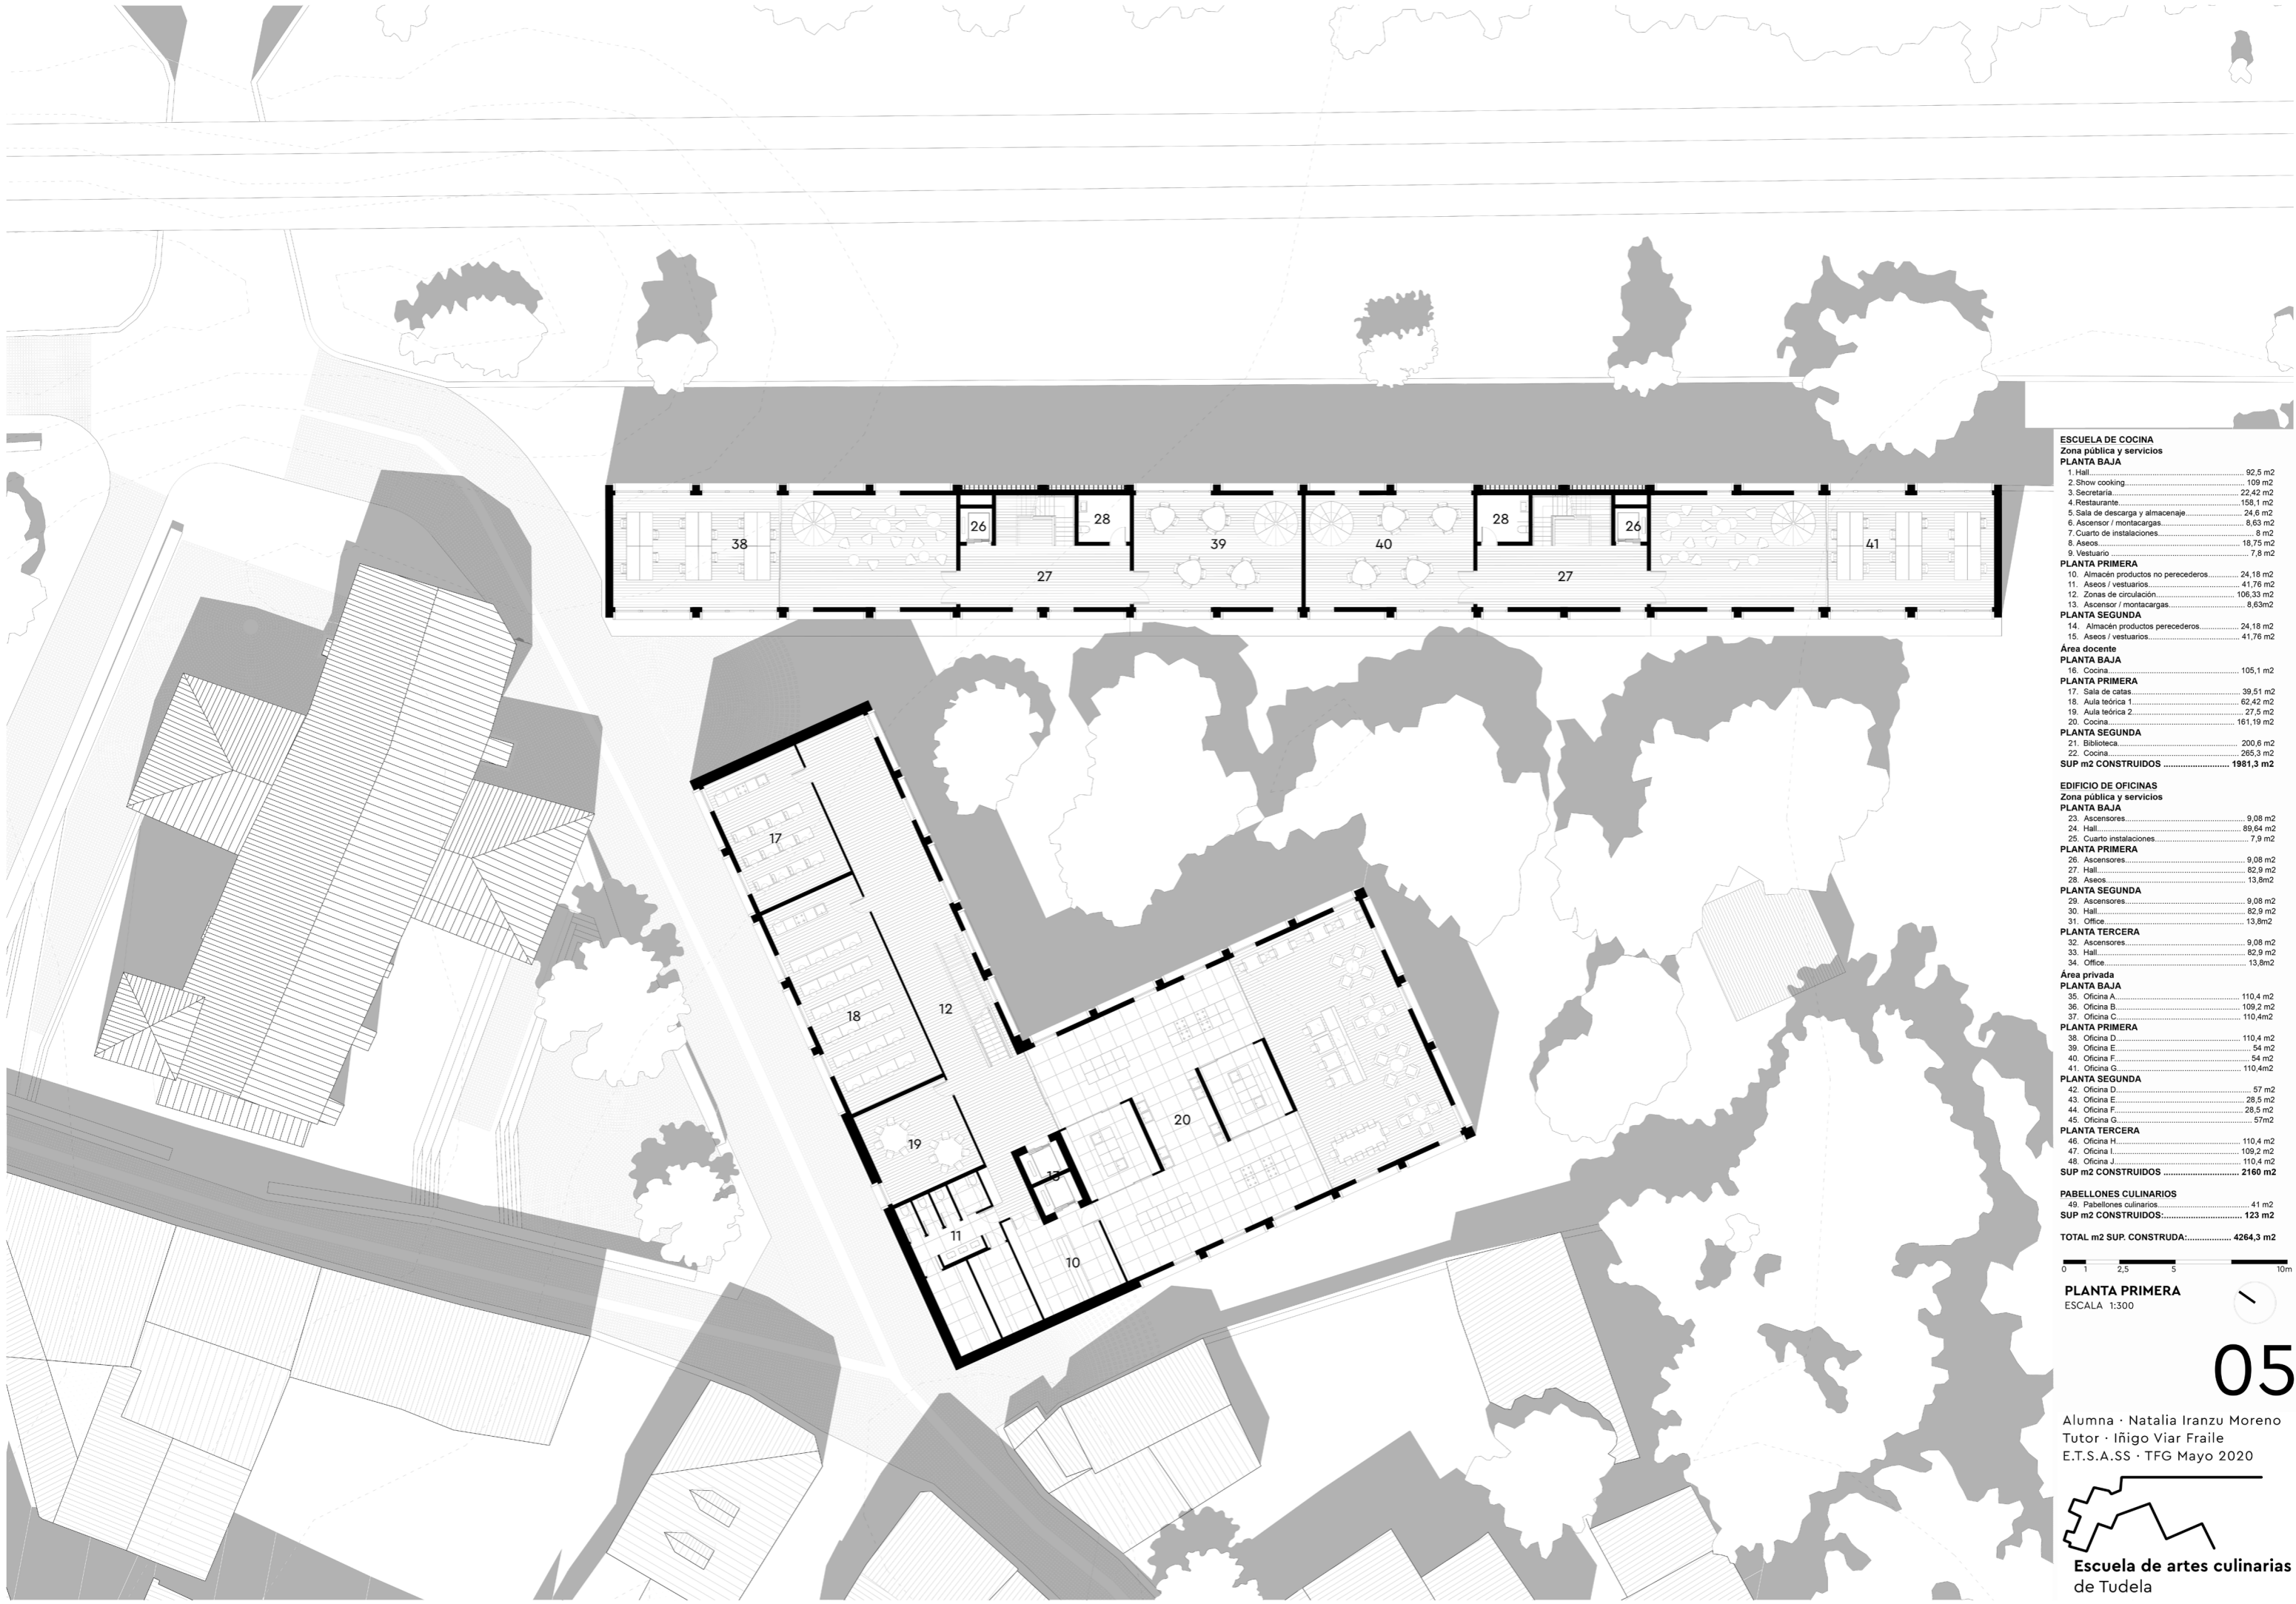 38
26
28
27
39
40
28
26
27
41
17
18
12
19
13
20
11
10
ESCUELA DE COCINA
Zona pública y servicios
PLANTA BAJA
1. Hall 92,5 m2
2. Show cooking 109 m2
3. Secretaría 22,42 m2
4. Restaurante 158,1 m2
5. Sala de descarga y almacenaje 24,6 m2
6. Ascensor / montacargas 8,63 m2
7. Cuarto de instalaciones 8 m2
8. Aseos 18,75 m2
9. Vestuario 7,8 m2
PLANTA PRIMERA
10. Almacén productos no perecederos 24,18 m2
11. Aseos / vestuarios 41,76 m2
12. Zonas de circulación 106,33 m2
13. Ascensor / montacargas 8,63m2
PLANTA SEGUNDA
14. Almacén productos perecederos 24,18 m2
15. Aseos / vestuarios 41,76 m2
Área docente
PLANTA BAJA
16. Cocina 105,1 m2
PLANTA PRIMERA
17. Sala de catas 39,51 m2
18. Aula teórica 1 62,42 m2
19. Aula teórica 2 27,5 m2
20. Cocina 161,19 m2
PLANTA SEGUNDA
21. Biblioteca 200,6 m2
22. Cocina 265,3 m2
SUP m2 CONSTRUIDOS 1981,3 m2
EDIFICIO DE OFICINAS
Zona pública y servicios
PLANTA BAJA
23. Ascensores 9,08 m2
24. Hall 89,64 m2
25. Cuarto instalaciones 7,9 m2
PLANTA PRIMERA
26. Ascensores 9,08 m2
27. Hall 82,9 m2
28. Aseos 13,8m2
PLANTA SEGUNDA
29. Ascensores 9,08 m2
30. Hall 82,9 m2
31. Office 13,8m2
PLANTA TERCERA
32. Ascensores 9,08 m2
33. Hall 82,9 m2
34. Office 13,8m2
Área privada
PLANTA BAJA
35. Oficina A 110,4 m2
36. Oficina B 109,2 m2
37. Oficina C 110,4m2
PLANTA PRIMERA
38. Oficina D 110,4 m2
39. Oficina E 54 m2
40. Oficina F 54 m2
41. Oficina G 110,4m2
PLANTA SEGUNDA
42. Oficina D 57 m2
43. Oficina E 28,5 m2
44. Oficina F 28,5 m2
45. Oficina G 57m2
PLANTA TERCERA
46. Oficina H 110,4 m2
47. Oficina I 109,2 m2
48. Oficina J 110,4 m2
SUP m2 CONSTRUIDOS 2160 m2
PABELLONES CULINARIOS
49. Pabellones culinarios 41 m2
SUP m2 CONSTRUIDOS: 123 m2
TOTAL m2 SUP. CONSTRUDA: 4264,3 m2
0 1 2,5 5 10m
PLANTA PRIMERA
ESCALA 1:300
05
Alumna · Natalia Iranzu Moreno
Tutor · Iñigo Viar Fraile
E.T.S.A.SS · TFG Mayo 2020
Escuela de artes culinarias
de Tudela